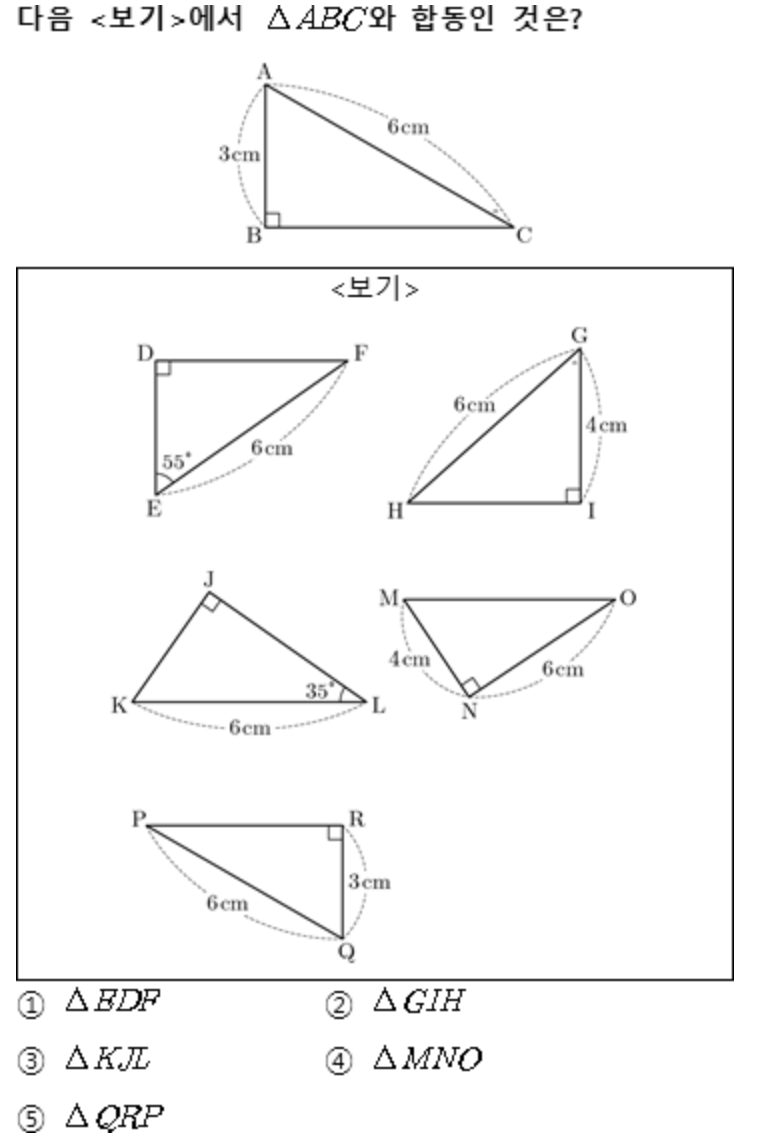 다음 <보기>에서 △ABC와 합동인 것은?
A
6cm
3cm
B
C
<보기>
D
F
55°
6cm
E
G
6cm
4cm
H
I
J
35°
K
L
6cm
M
O
4cm
6cm
N
P
R
3cm
6cm
Q
① △EDF
② △GIH
③ △KJL
④ △MNO
⑤ △QRP